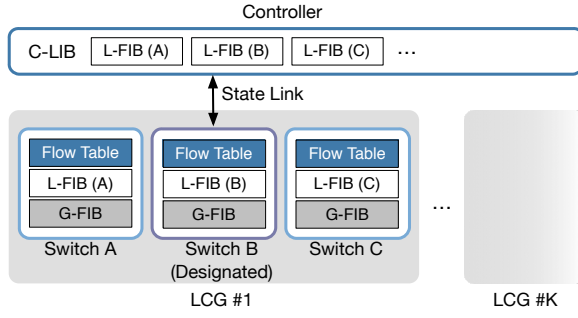 Controller
C-LIB L-FIB (A) L-FIB (B) L-FIB (C) ...
State Link
Flow Table Flow Table Flow Table
L-FIB (A) L-FIB (B) L-FIB (C)
G-FIB G-FIB G-FIB
...
Switch A Switch B Switch C
(Designated)
LCG #1 LCG #K